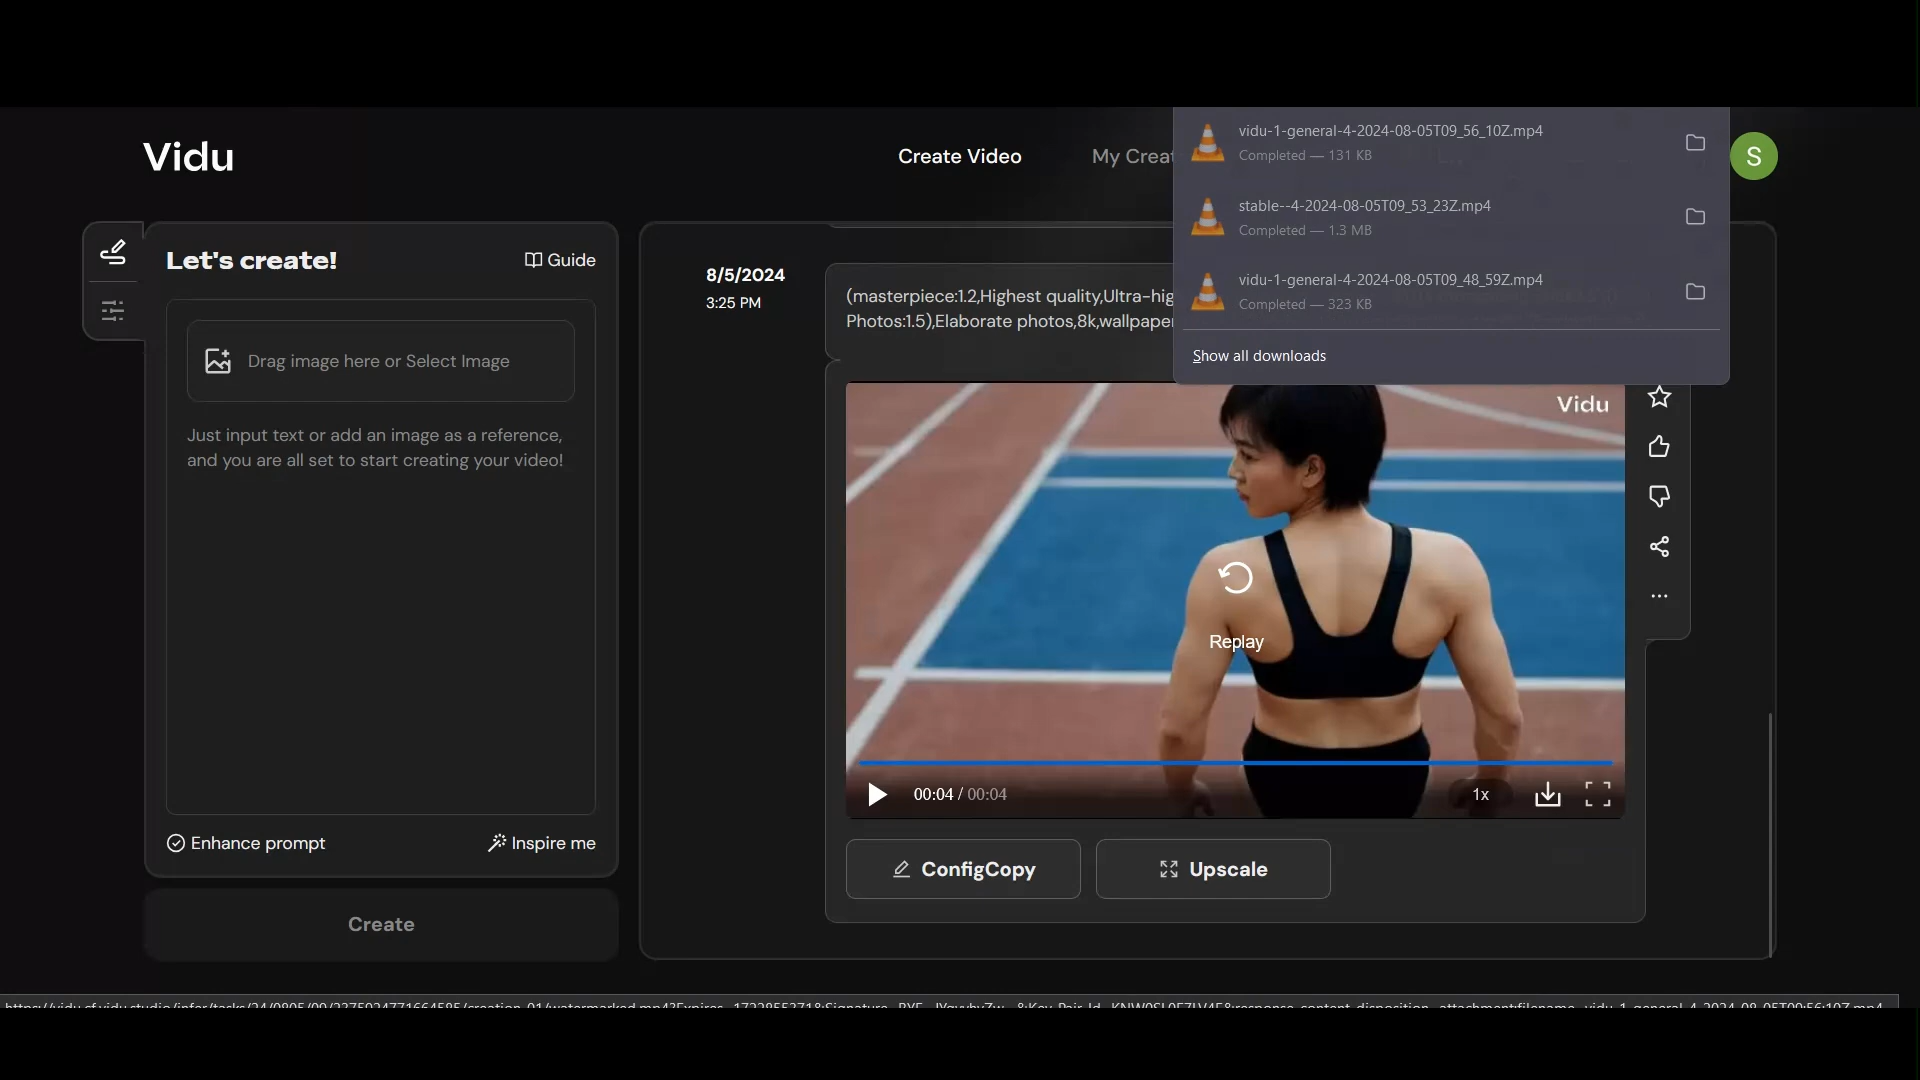 Vidu
Create Video
My Creat
S
vidu-1-general-4-2024-08-05T09_56_10Z.mp4
Completed — 131 KB
stable--4-2024-08-05T09_53_23Z.mp4
Completed — 1.3 MB
vidu-1-general-4-2024-08-05T09_48_59Z.mp4
Completed — 323 KB
Show all downloads
Let's create!
Guide
Drag image here or Select Image
Just input text or add an image as a reference,
and you are all set to start creating your video!
Enhance prompt
Inspire me
Create
8/5/2024
3:25 PM
(masterpiece:1.2,Highest quality,Ultra-hig
Photos:1.5),Elaborate photos,8k,wallpaper
Vidu
Replay
00:04 / 00:04
1x
ConfigCopy
Upscale